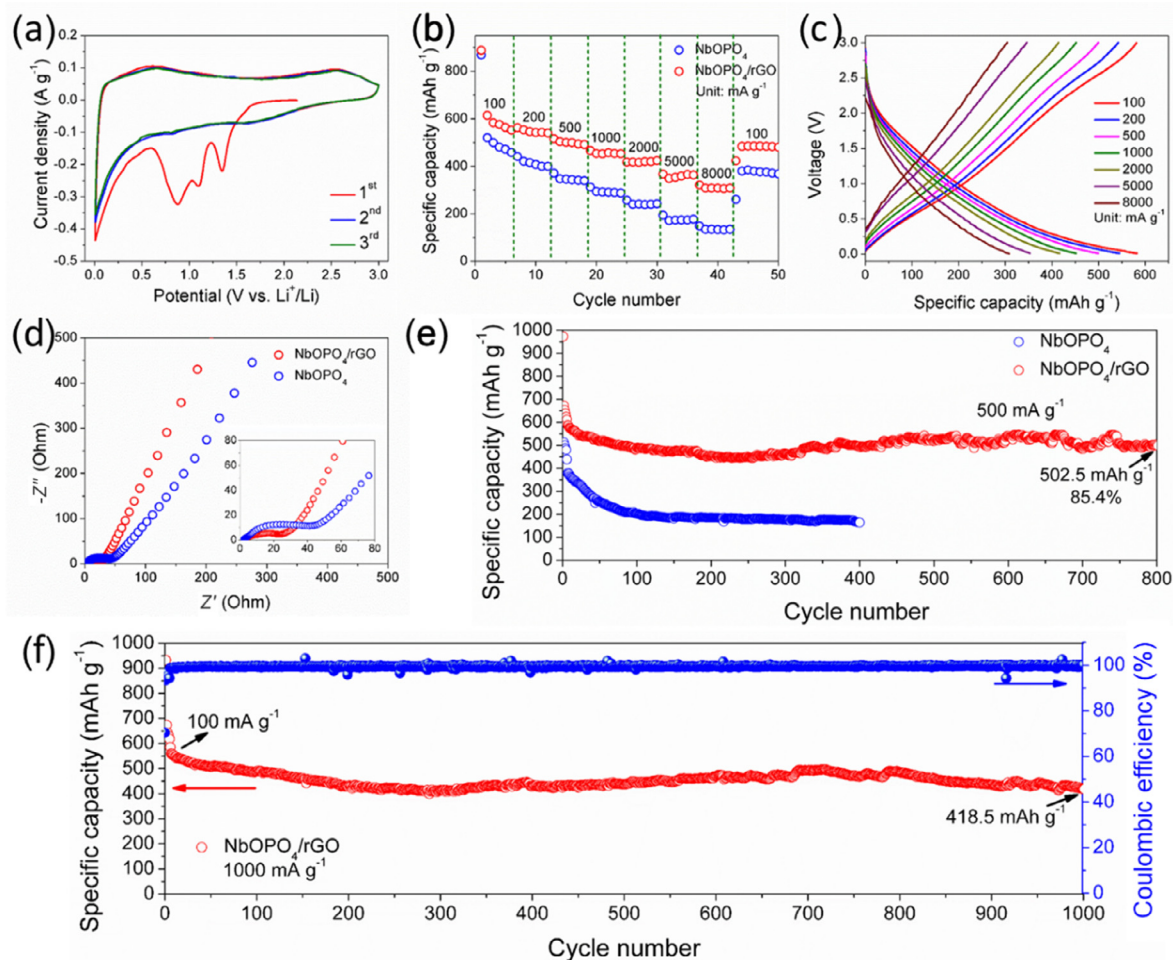 (a)
Current density (A g⁻¹)
0.2
0.1
0.0
-0.1
-0.2
-0.3
-0.4
-0.5
1st
2nd
3rd
0.0 0.5 1.0 1.5 2.0 2.5 3.0
Potential (V vs. Li⁺/Li)
(b)
Specific capacity (mAh g⁻¹)
800
600
400
200
0
NbOPO₄
NbOPO₄/rGO
Unit: mA g⁻¹
100 200 500 1000 2000 5000 8000 100
0 10 20 30 40 50
Cycle number
(c)
Voltage (V)
3.0
2.5
2.0
1.5
1.0
0.5
0.0
100
200
500
1000
2000
5000
8000
Unit: mA g⁻¹
0 100 200 300 400 500 600 700
Specific capacity (mAh g⁻¹)
(d)
-Z″ (Ohm)
500
400
300
200
100
0
NbOPO₄/rGO
NbOPO₄
80
60
40
20
0
0 20 40 60 80
0 100 200 300 400 500
Z′ (Ohm)
(e)
Specific capacity (mAh g⁻¹)
1000
900
800
700
600
500
400
300
200
100
0
NbOPO₄
NbOPO₄/rGO
500 mA g⁻¹
502.5 mAh g⁻¹
85.4%
0 100 200 300 400 500 600 700 800
Cycle number
(f)
Specific capacity (mAh g⁻¹)
1000
900
800
700
600
500
400
300
200
100
0
100 mA g⁻¹
NbOPO₄/rGO
1000 mA g⁻¹
418.5 mAh g⁻¹
100
80
60
40
20
0
Coulombic efficiency (%)
0 100 200 300 400 500 600 700 800 900 1000
Cycle number